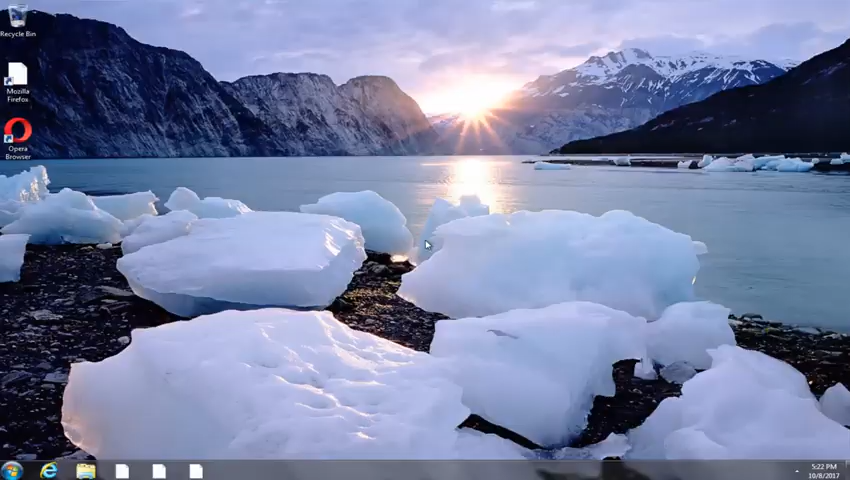 Recycle Bin
Mozilla
Firefox
Opera
Browser
5:22 PM
10/8/2017